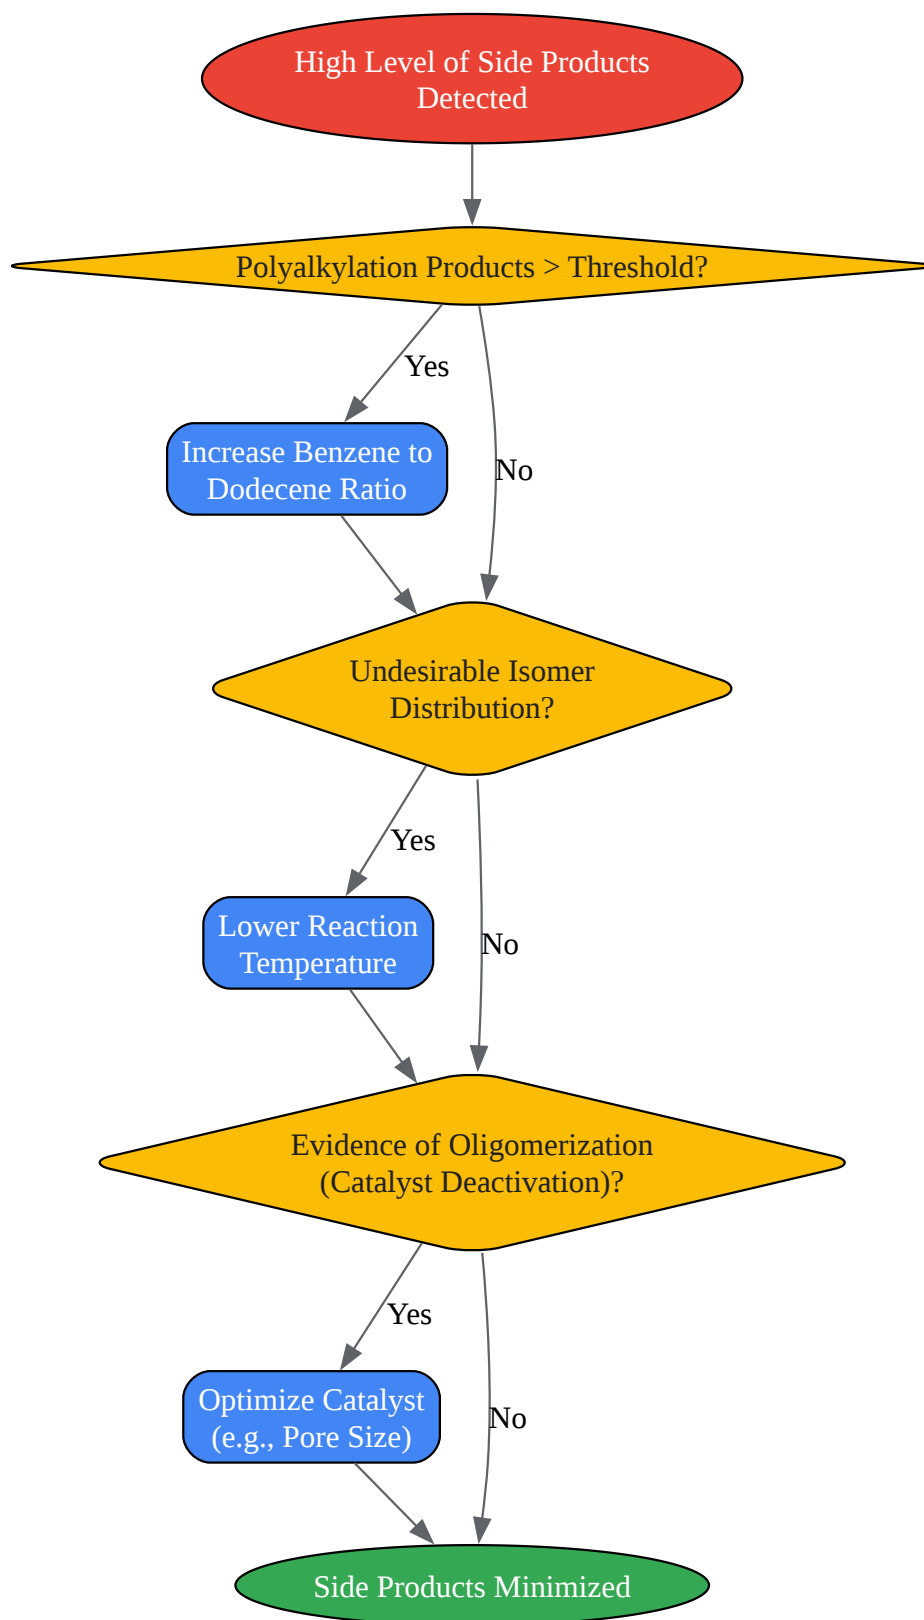 High Level of Side Products
Detected
Polyalkylation Products > Threshold?
Yes
Increase Benzene to
Dodecene Ratio
No
Undesirable Isomer
Distribution?
Yes
Lower Reaction
Temperature
No
Evidence of Oligomerization
(Catalyst Deactivation)?
Yes
Optimize Catalyst
(e.g., Pore Size)
No
Side Products Minimized